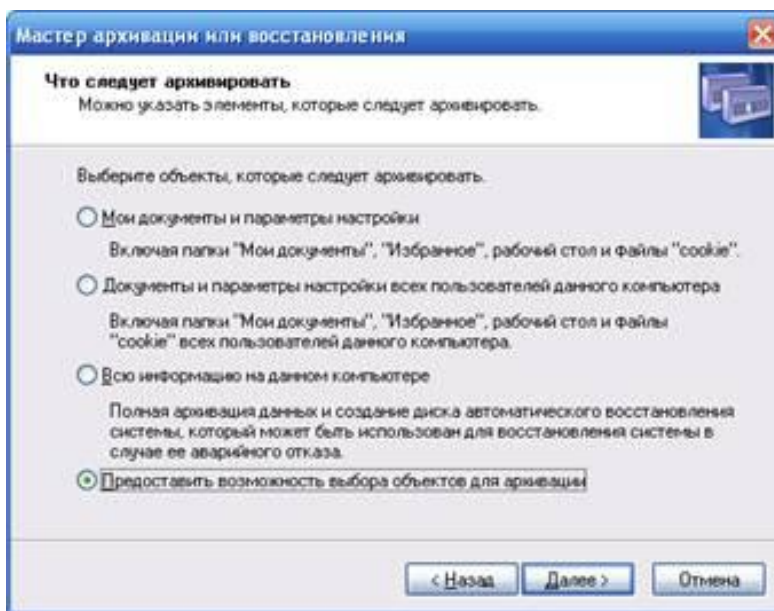 Мастер архивации или восстановления
Что следует архивировать
Можно указать элементы, которые следует архивировать.
Выберите объекты, которые следует архивировать.
Мои документы и параметры настройки
Включая папки "Мои документы", "Избранное", рабочий стол и файлы "cookie".
Документы и параметры настройки всех пользователей данного компьютера
Включая папки "Мои документы", "Избранное", рабочий стол и файлы
"cookie" всех пользователей данного компьютера.
Всю информацию на данном компьютере
Полная архивация данных и создание диска автоматического восстановления
системы, который может быть использован для восстановления системы в
случае ее аварийного отказа.
Предоставить возможность выбора объектов для архивации
< Назад Далее > Отмена